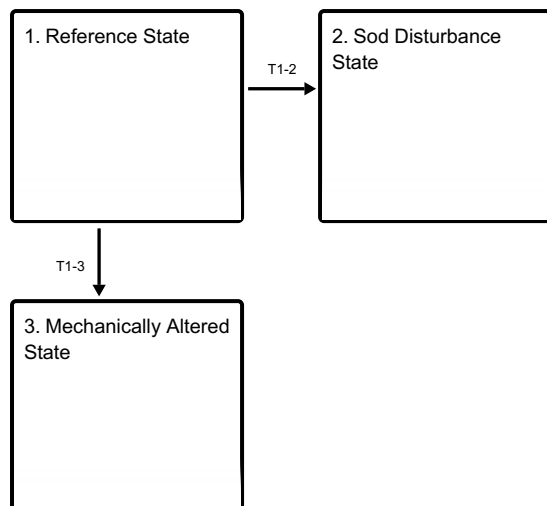 1. Reference State
2. Sod Disturbance
State
T1-2
T1-3
3. Mechanically Altered
State